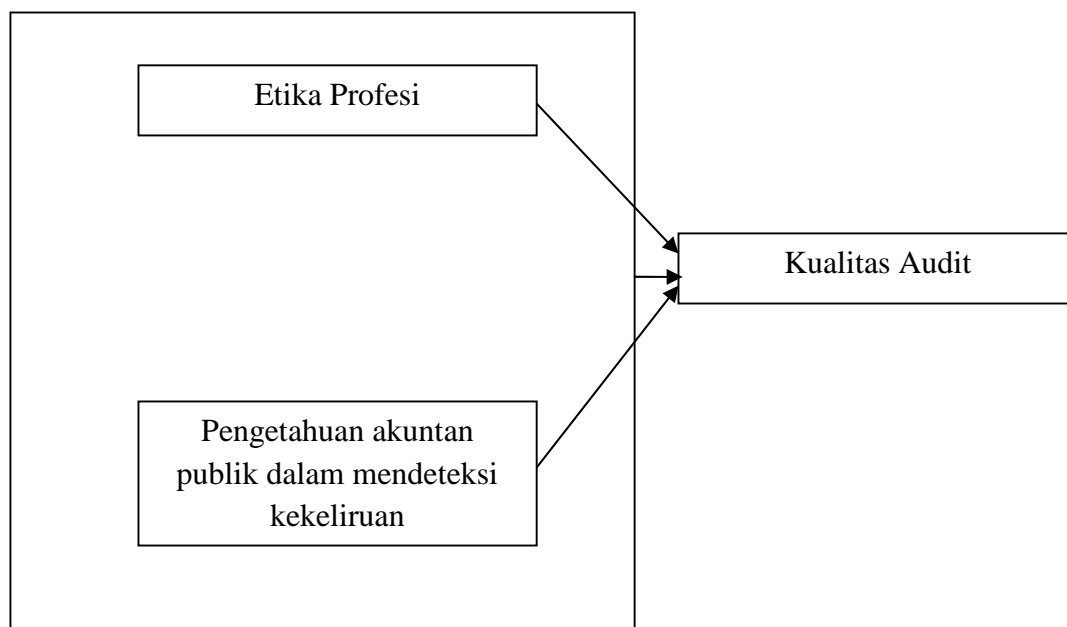 Etika Profesi
Kualitas Audit
Pengetahuan akuntan
publik dalam mendeteksi
kekeliruan